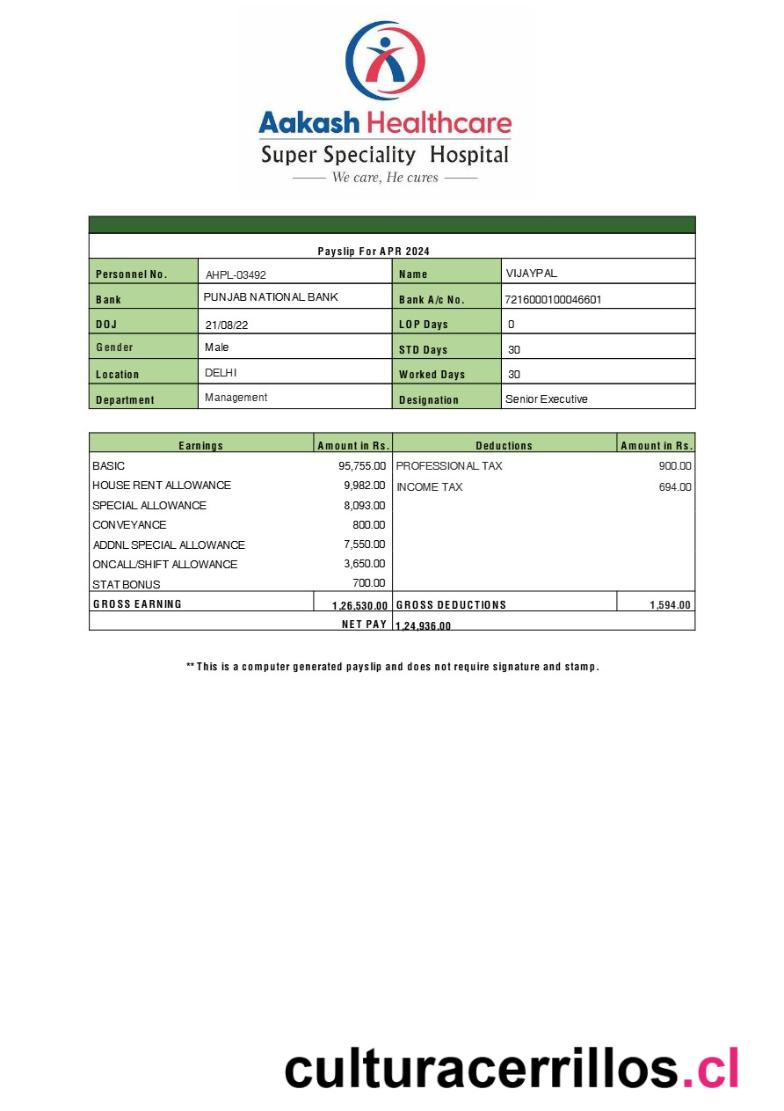 Aakash Healthcare
Super Speciality Hospital
We care, He cures
Payslip For APR 2024
Personnel No. AHPL-03492 Name VIJAYPAL
Bank PUNJAB NATIONAL BANK Bank A/c No. 7216000100046601
DOJ 21/08/22 LOP Days 0
Gender Male STD Days 30
Location DELHI Worked Days 30
Department Management Designation Senior Executive
Earnings Amount in Rs. Deductions Amount in Rs.
BASIC 95,755.00 PROFESSIONAL TAX 900.00
HOUSE RENT ALLOWANCE 9,982.00 INCOME TAX 694.00
SPECIAL ALLOWANCE 8,093.00
CONVEYANCE 800.00
ADDNL SPECIAL ALLOWANCE 7,550.00
ONCALL/SHIFT ALLOWANCE 3,650.00
STAT BONUS 700.00
GROSS EARNING 1,26,530.00 GROSS DEDUCTIONS 1,594.00
NET PAY 1,24,936.00
** This is a computer generated payslip and does not require signature and stamp.
culturacerrillos.cl